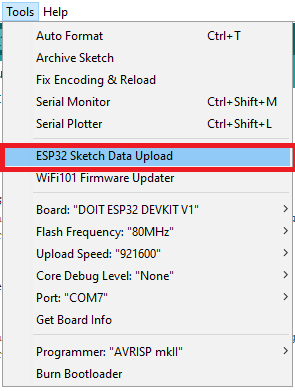 Tools Help
Auto Format Ctrl+T
Archive Sketch
Fix Encoding & Reload
Serial Monitor Ctrl+Shift+M
Serial Plotter Ctrl+Shift+L
ESP32 Sketch Data Upload
WiFi101 Firmware Updater
Board: "DOIT ESP32 DEVKIT V1"
Flash Frequency: "80MHz"
Upload Speed: "921600"
Core Debug Level: "None"
Port: "COM7"
Get Board Info
Programmer: "AVRISP mkII"
Burn Bootloader